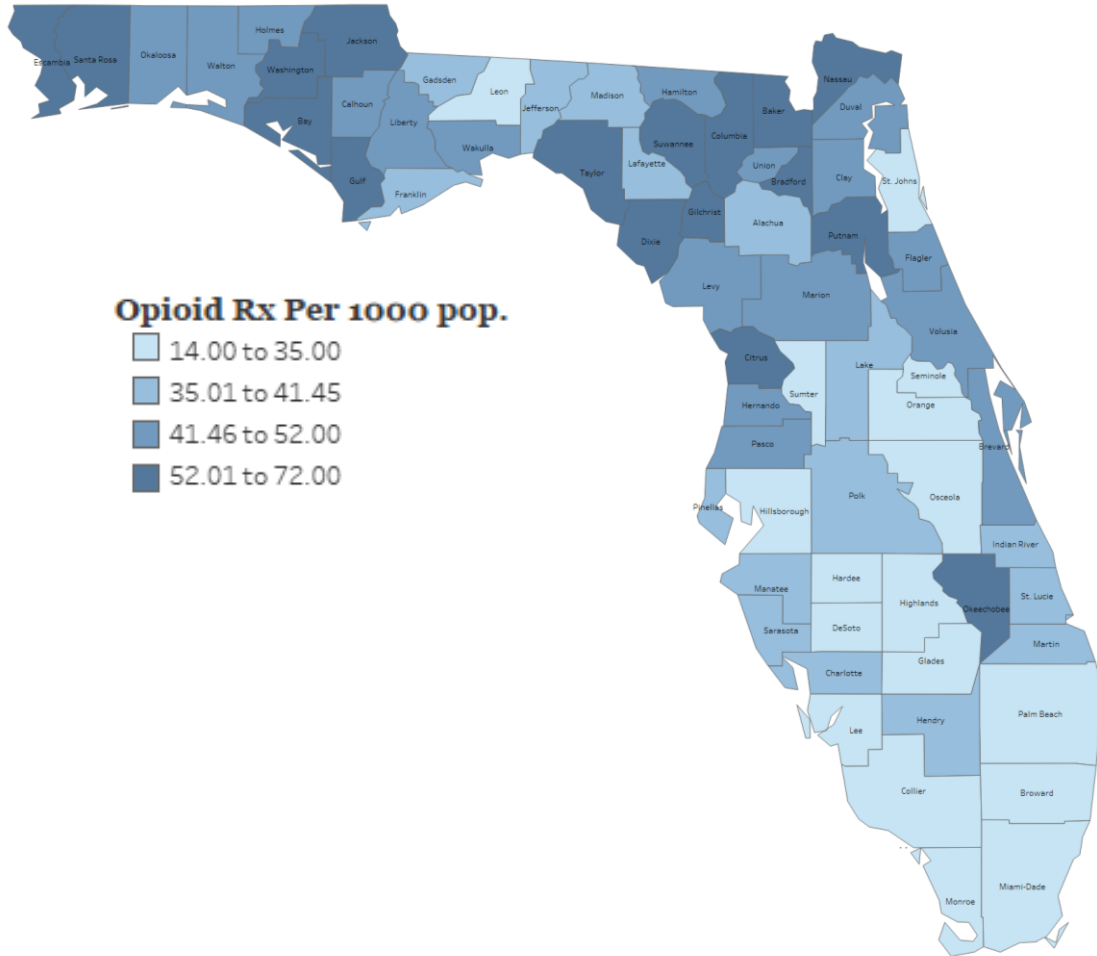 Holmes
Jackson
Escambia
Santa Rosa
Okaloosa
Walton
Washington
Calhoun
Bay
Liberty
Gulf
Franklin
Gadsden
Leon
Jefferson
Madison
Hamilton
Wakulla
Taylor
Lafayette
Suwannee
Columbia
Baker
Nassau
Duval
Union
Bradford
Clay
St. Johns
Dixie
Gilchrist
Alachua
Putnam
Flagler
Levy
Marion
Volusia
Opioid Rx Per 1000 pop.
14.00 to 35.00
35.01 to 41.45
41.46 to 52.00
52.01 to 72.00
Citrus
Sumter
Lake
Seminole
Orange
Hernando
Pasco
Brevard
Pinellas
Hillsborough
Polk
Osceola
Indian River
Manatee
Hardee
Highlands
Okeechobee
St. Lucie
Sarasota
DeSoto
Martin
Charlotte
Glades
Lee
Hendry
Palm Beach
Collier
Broward
Monroe
Miami-Dade